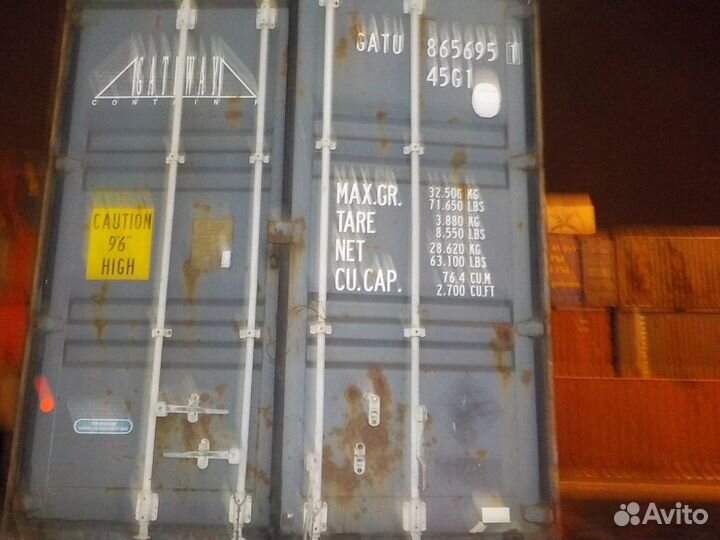 GATEWAY
CONTAINER
GATU 865695 1
45G1
CAUTION
96"
HIGH
MAX.GR. 32.500 KG
71.650 LBS
TARE 3.880 KG
8.550 LBS
NET 28.620 KG
63.100 LBS
CU.CAP. 76.4 CU.M
2.700 CU.FT
Avito